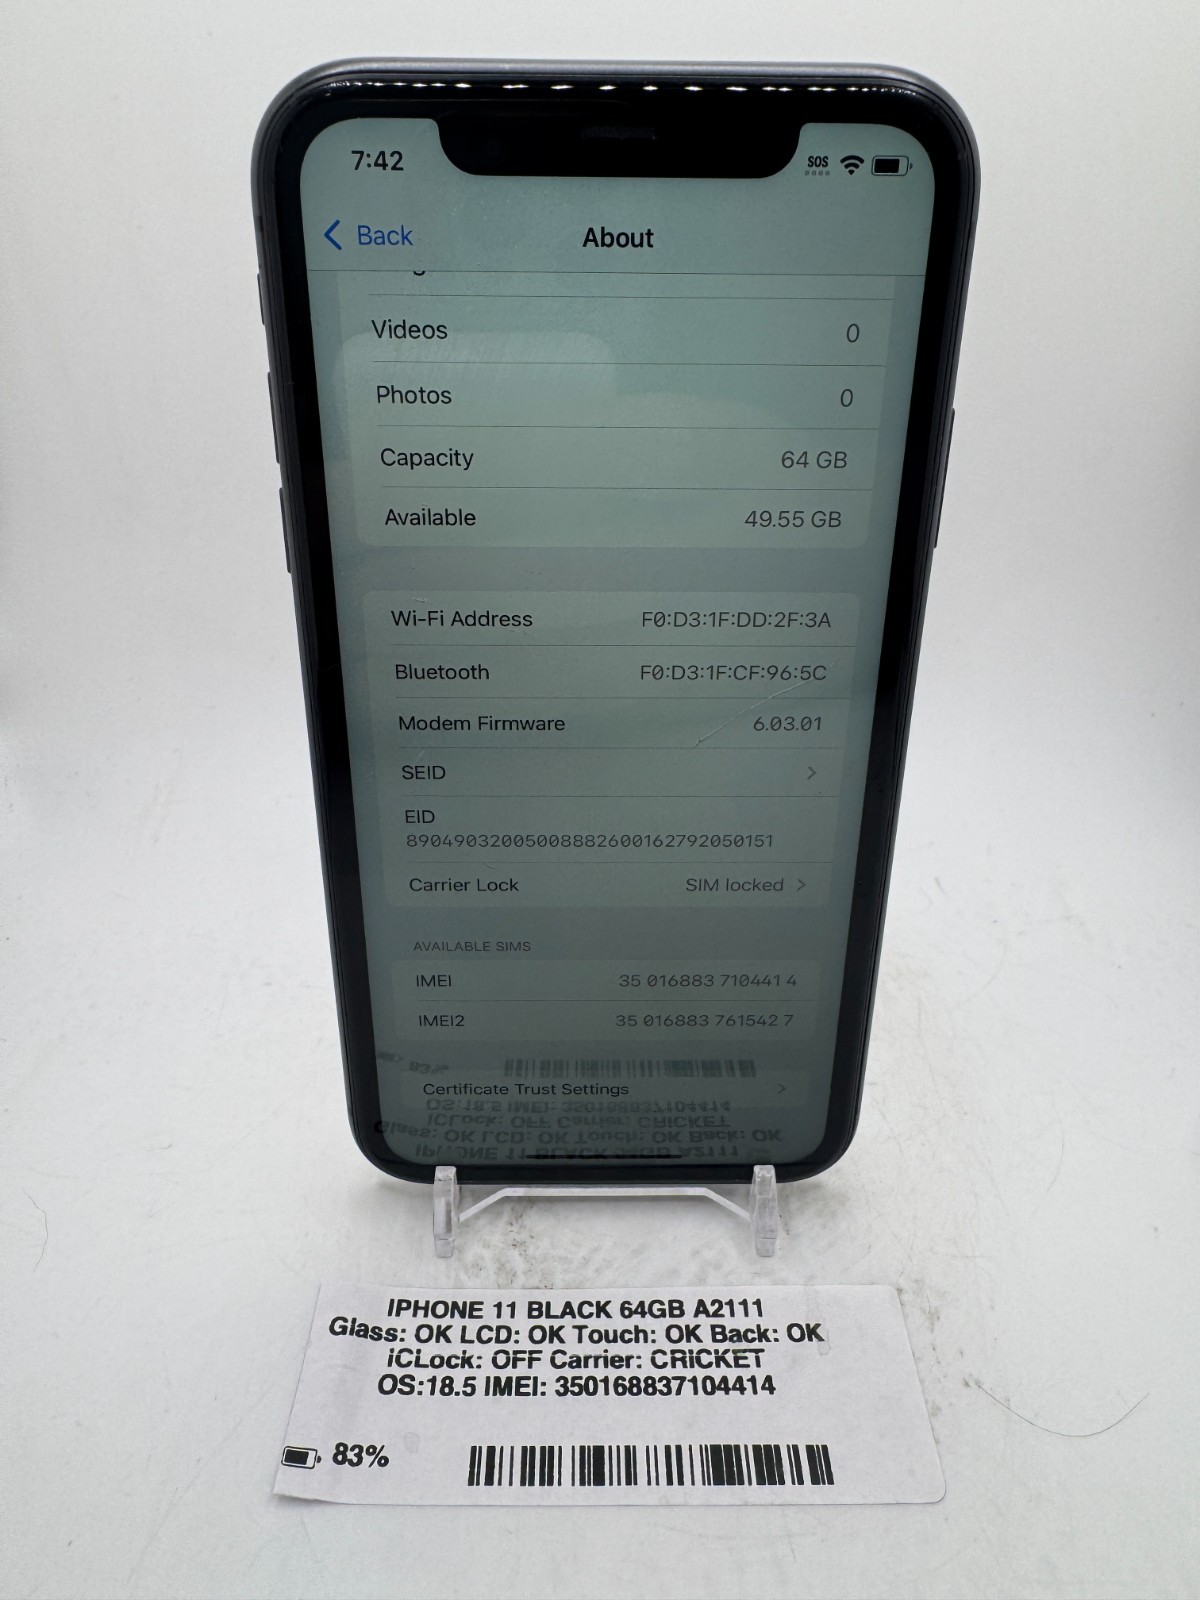 7:42
SOS
Back About
Videos 0
Photos 0
Capacity 64 GB
Available 49.55 GB
Wi-Fi Address F0:D3:1F:DD:2F:3A
Bluetooth F0:D3:1F:CF:96:5C
Modem Firmware 6.03.01
SEID
EID
89049032005008882600162792050151
Carrier Lock SIM locked
AVAILABLE SIMS
IMEI 35 016883 710441 4
IMEI2 35 016883 761542 7
Certificate Trust Settings
IPHONE 11 BLACK 64GB A2111
Glass: OK LCD: OK Touch: OK Back: OK
iCLock: OFF Carrier: CRICKET
OS:18.5 IMEI: 350168837104414
83%